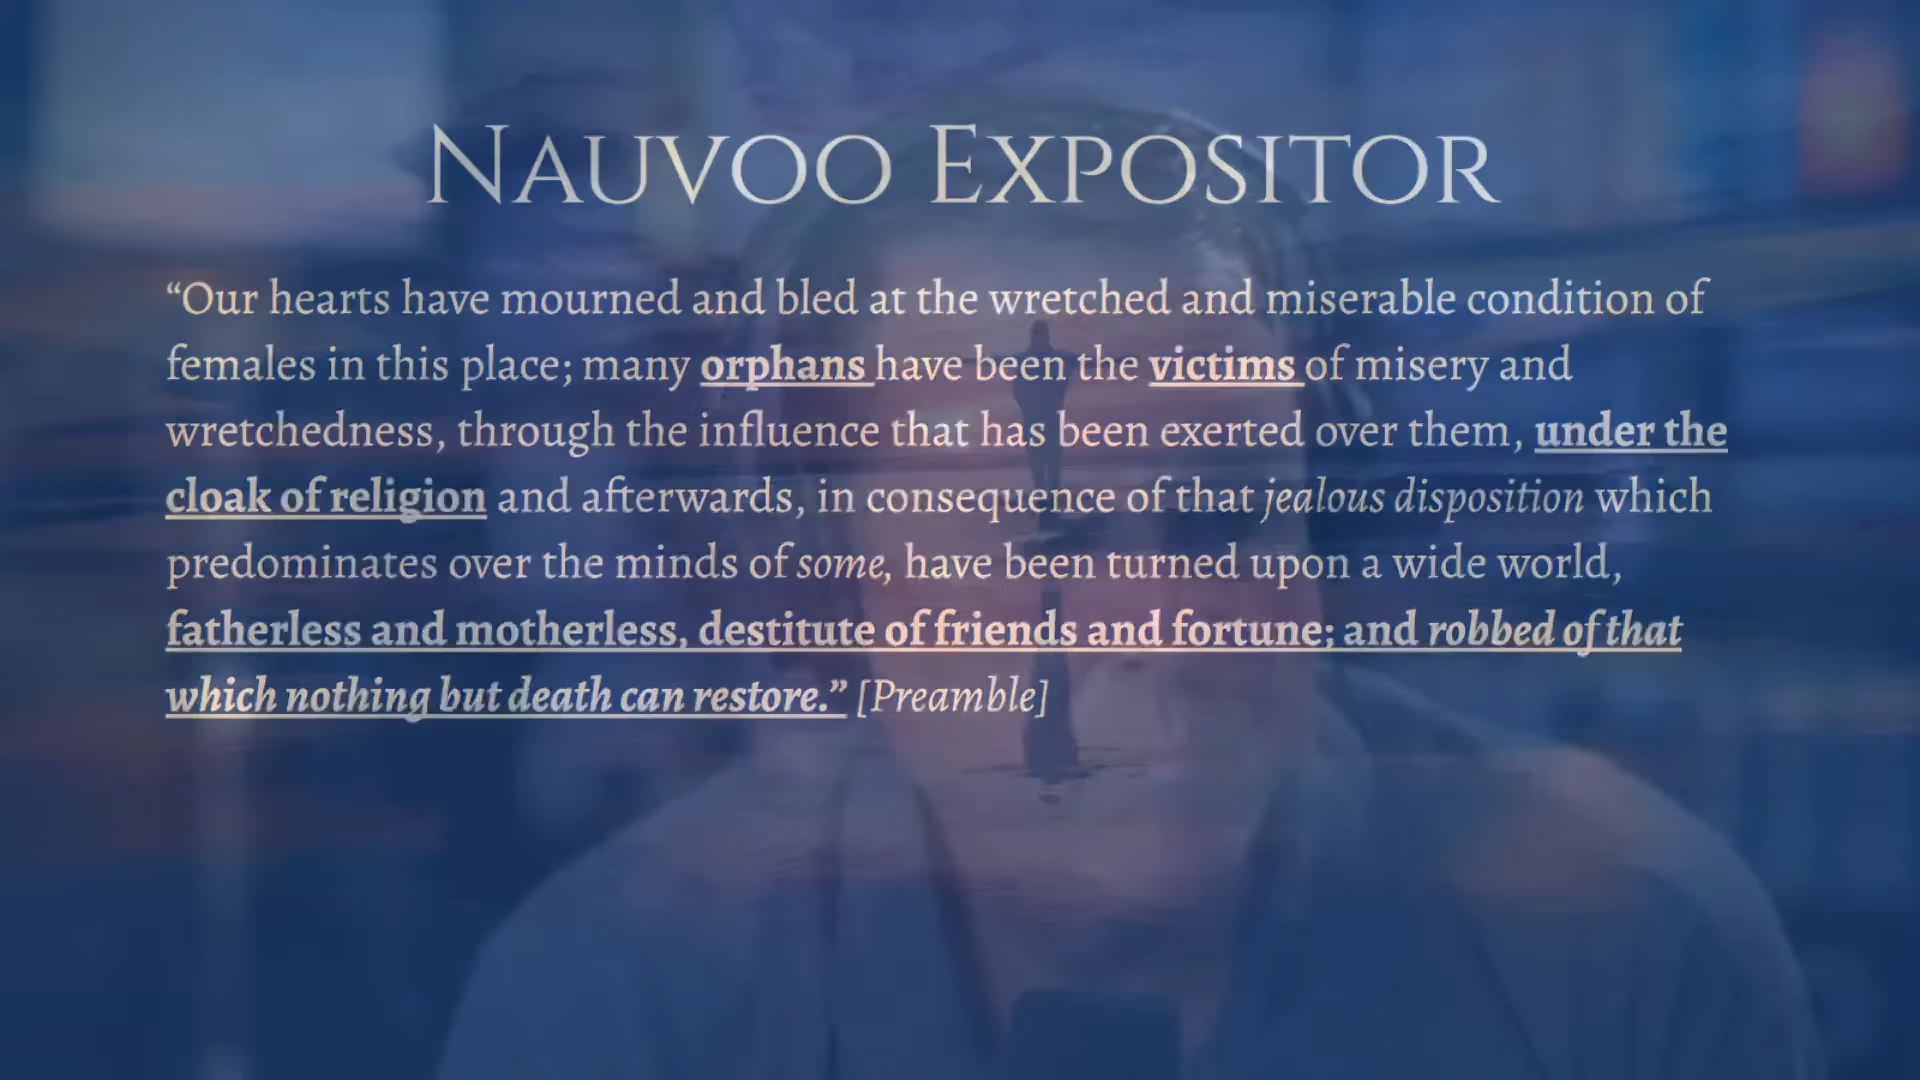 NAUVOO EXPOSITOR
“Our hearts have mourned and bled at the wretched and miserable condition of
females in this place; many orphans have been the victims of misery and
wretchedness, through the influence that has been exerted over them, under the
cloak of religion and afterwards, in consequence of that jealous disposition which
predominates over the minds of some, have been turned upon a wide world,
fatherless and motherless, destitute of friends and fortune; and robbed of that
which nothing but death can restore.” [Preamble]